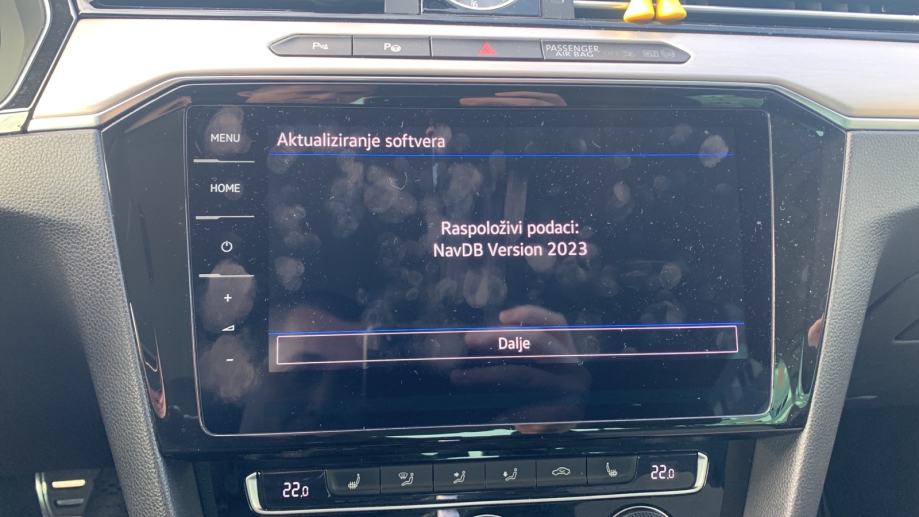 PASSENGER
AIR BAG
MENU
Aktualiziranje softvera
HOME
Raspoloživi podaci:
NavDB Version 2023
+
-
Dalje
22.0
22.0